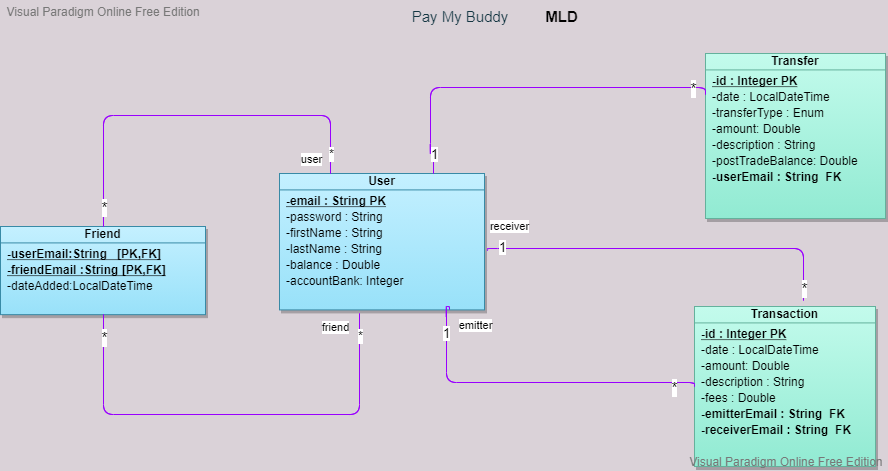 Visual Paradigm Online Free Edition
Pay My Buddy MLD
Transfer
-id : Integer PK
-date : LocalDateTime
-transferType : Enum
-amount: Double
-description : String
-postTradeBalance: Double
-userEmail : String FK
*
1
user
*
*
User
-email : String PK
-password : String
-firstName : String
-lastName : String
-balance : Double
-accountBank: Integer
Friend
-userEmail:String [PK,FK]
-friendEmail :String [PK,FK]
-dateAdded:LocalDateTime
receiver
1
*
friend
*
*
emitter
1
*
Transaction
-id : Integer PK
-date : LocalDateTime
-amount: Double
-description : String
-fees : Double
-emitterEmail : String FK
-receiverEmail : String FK
Visual Paradigm Online Free Edition